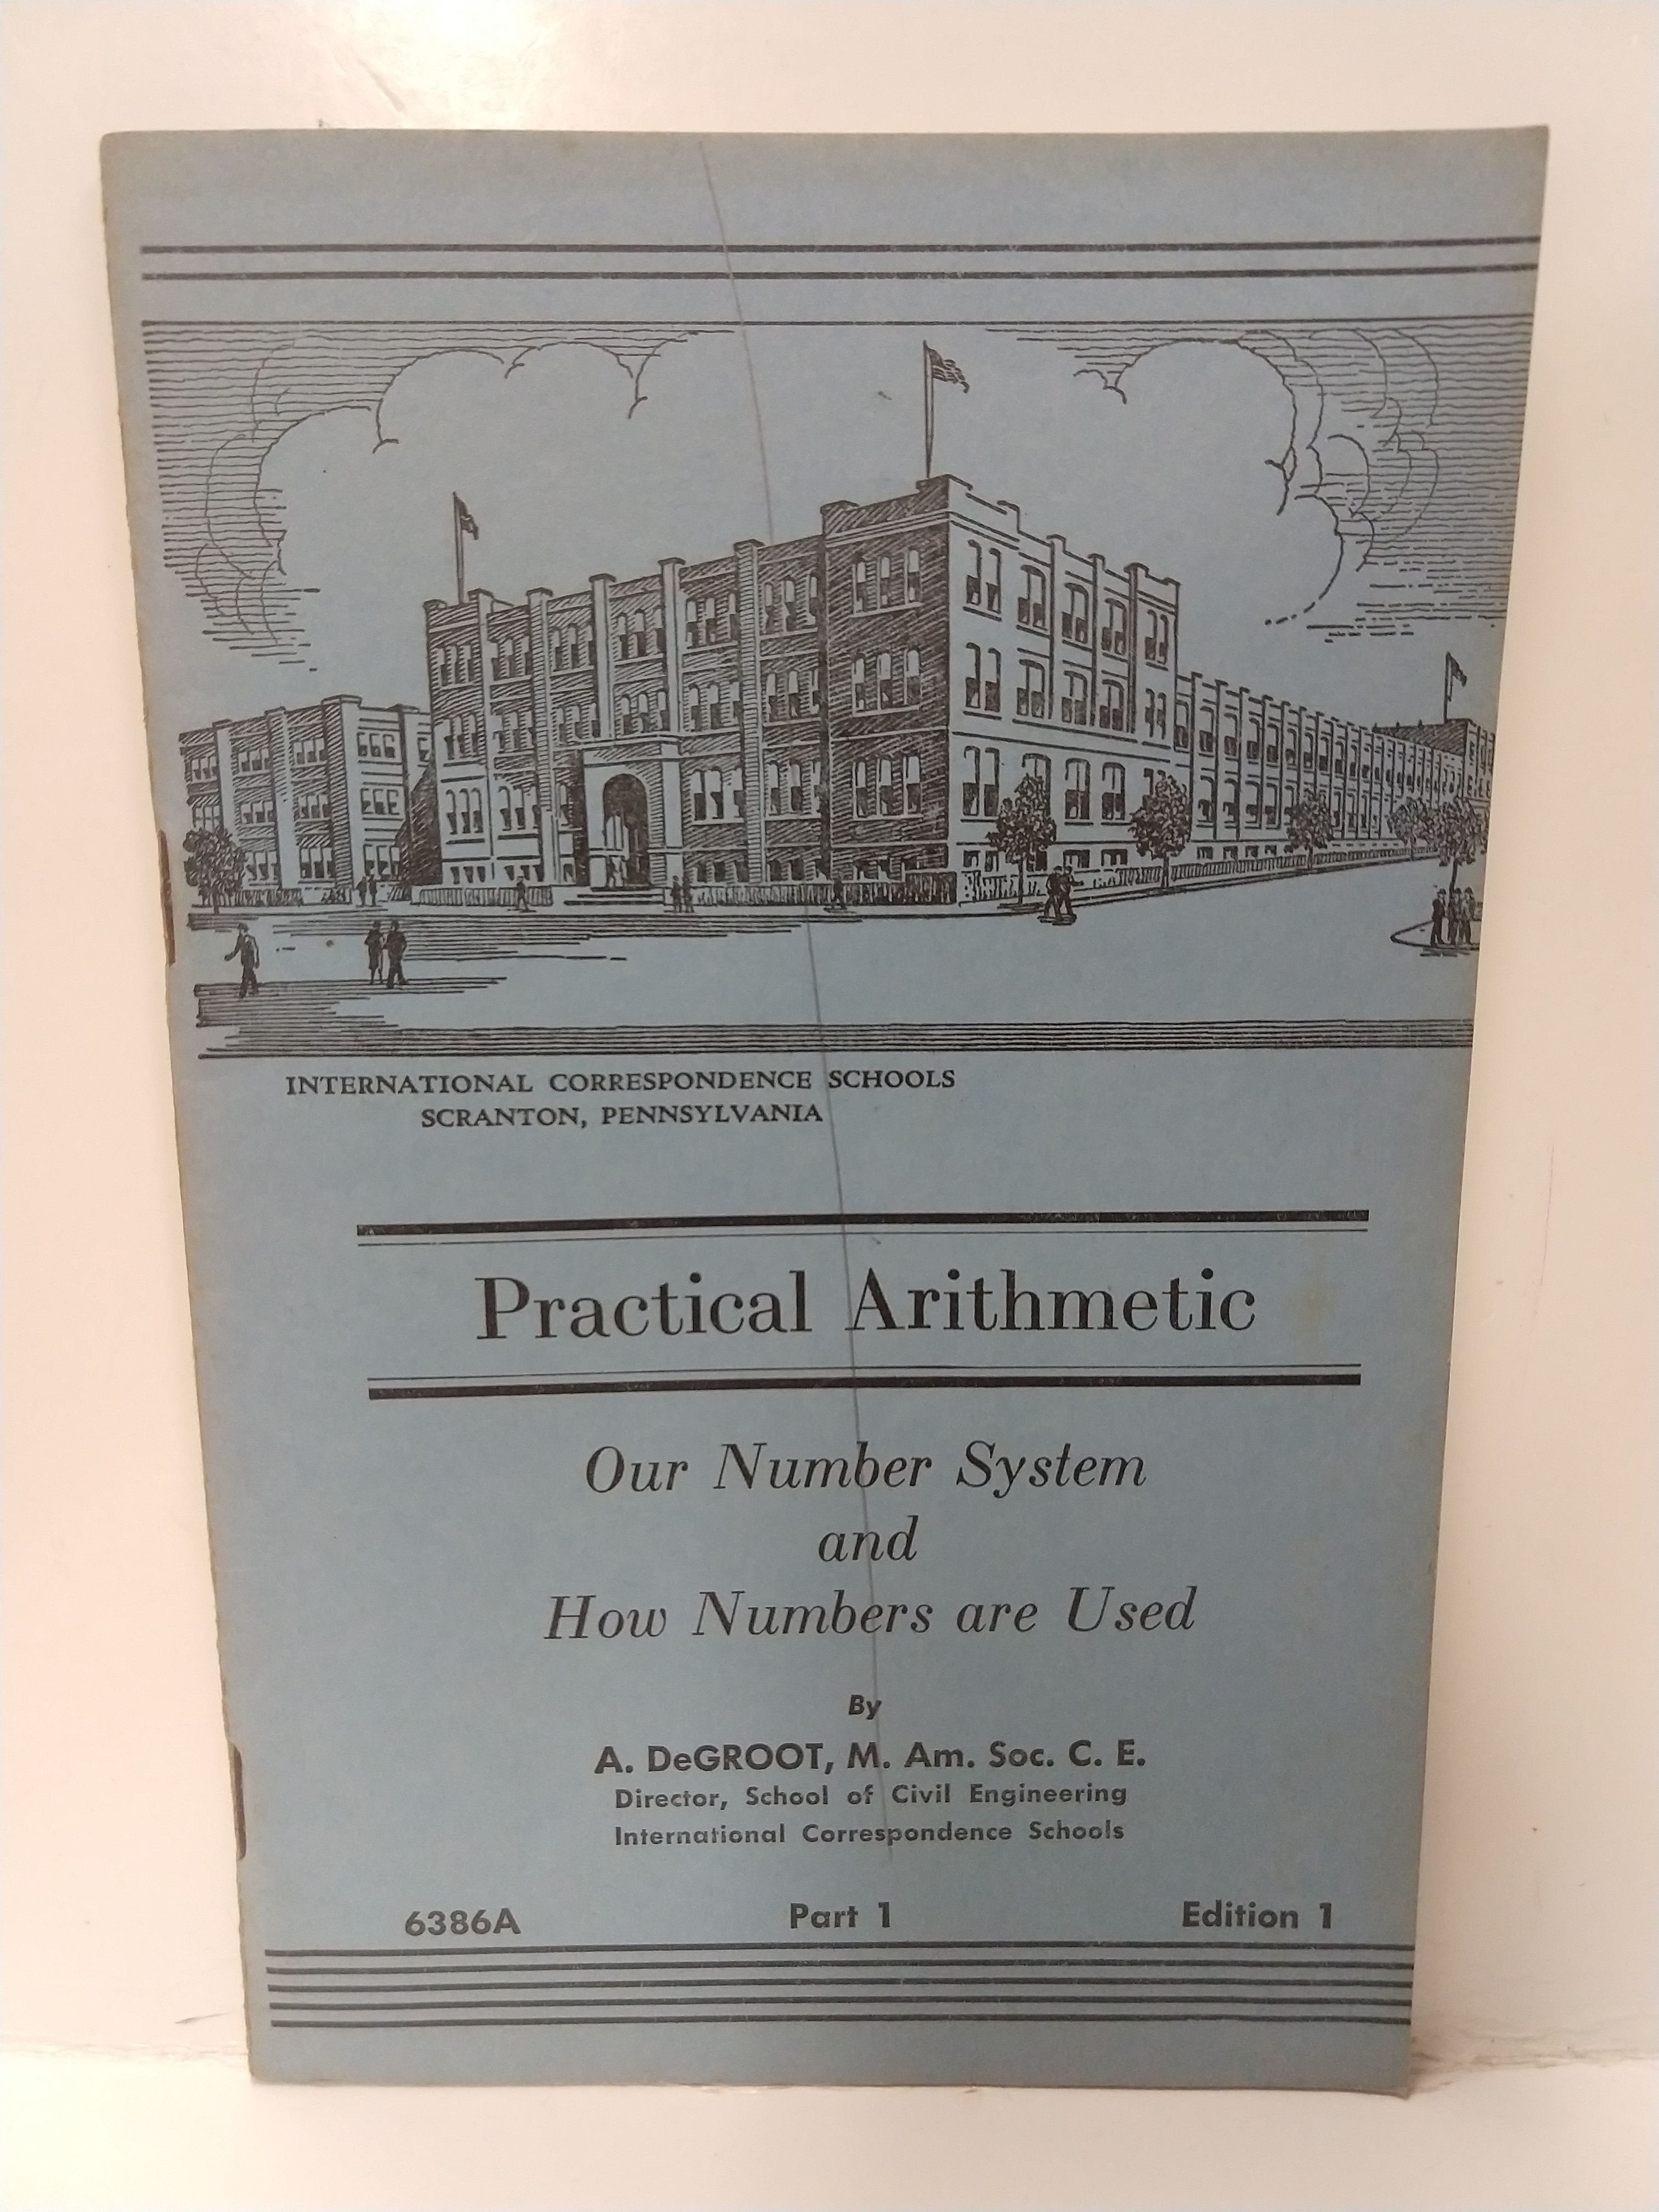 INTERNATIONAL CORRESPONDENCE SCHOOLS
SCRANTON, PENNSYLVANIA
Practical Arithmetic
Our Number System
and
How Numbers are Used
By
A. DeGROOT, M. Am. Soc. C. E.
Director, School of Civil Engineering
International Correspondence Schools
6386A Part 1 Edition 1